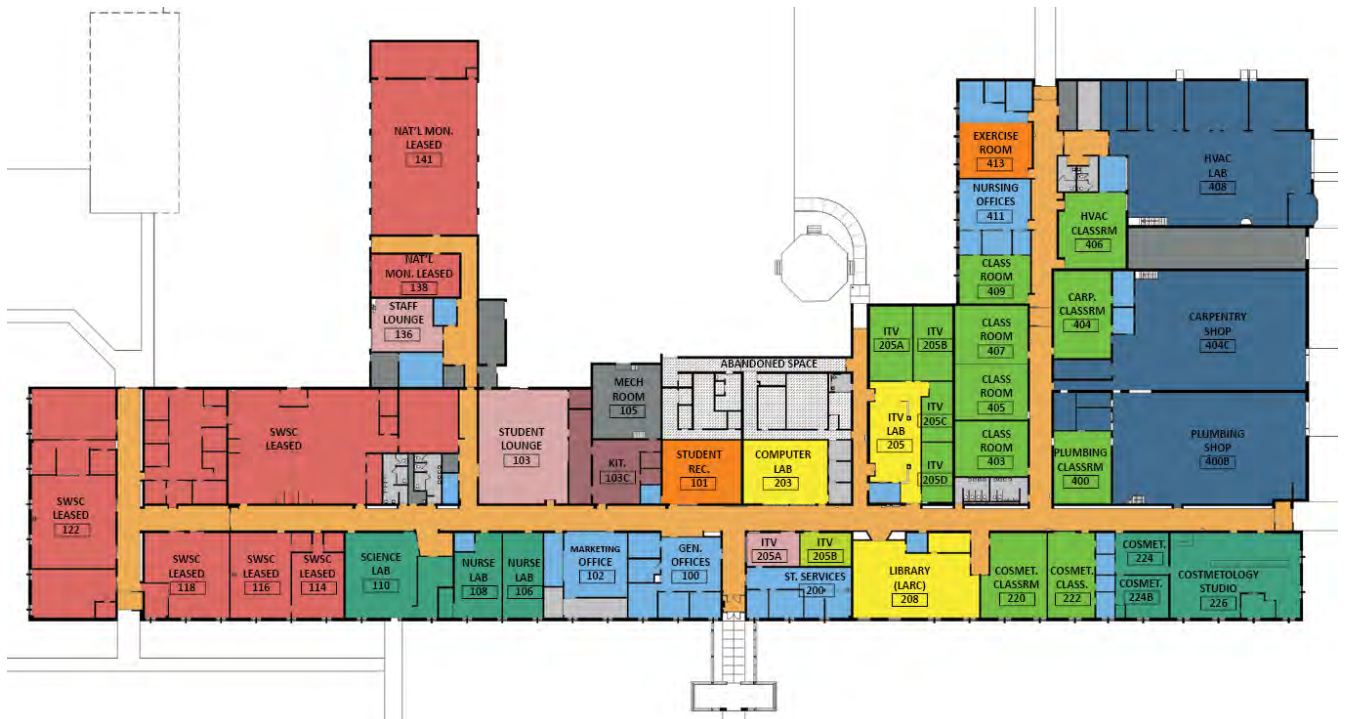 NAT'L MON.
LEASED
141
NAT'L
MON. LEASED
138
STAFF
LOUNGE
136
EXERCISE
ROOM
413
NURSING
OFFICES
411
CLASS
ROOM
409
HVAC
LAB
408
HVAC
CLASSRM
406
CARP.
CLASSRM
404
CARPENTRY
SHOP
404C
ITV
205A
ITV
205B
CLASS
ROOM
407
ABANDONED SPACE
MECH
ROOM
105
CLASS
ROOM
405
ITV
LAB
205
ITV
205C
SWSC
LEASED
STUDENT
LOUNGE
103
KIT.
103C
STUDENT
REC.
101
COMPUTER
LAB
203
ITV
205D
CLASS
ROOM
403
PLUMBING
CLASSRM
400
PLUMBING
SHOP
400B
SWSC
LEASED
122
SWSC
LEASED
118
SWSC
LEASED
116
SWSC
LEASED
114
SCIENCE
LAB
110
NURSE
LAB
108
NURSE
LAB
106
MARKETING
OFFICE
102
GEN.
OFFICES
100
ITV
205A
ITV
205B
ST. SERVICES
200
LIBRARY
(LARC)
208
COSMET.
CLASSRM
220
COSMET.
CLASS.
222
COSMET.
224
COSMET.
224B
COSTMETOLOGY
STUDIO
226